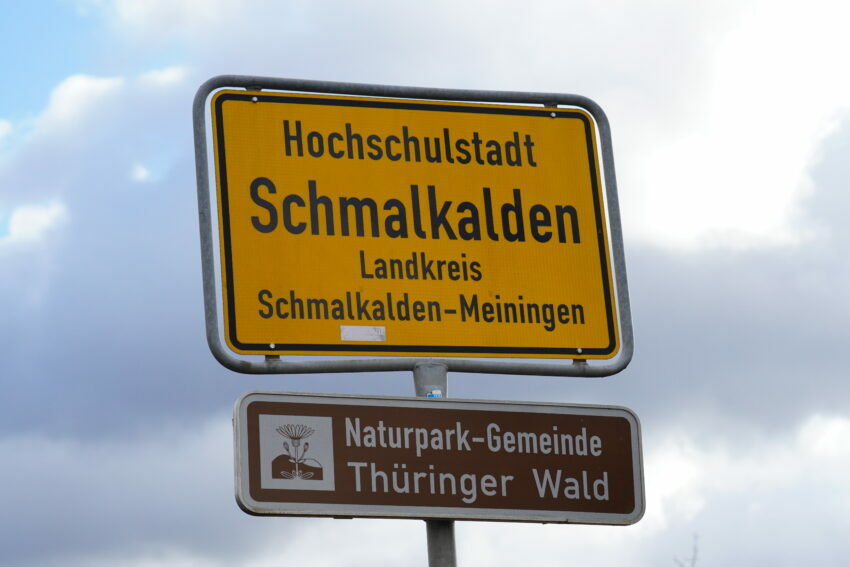 Hochschulstadt
Schmalkalden
Landkreis
Schmalkalden-Meiningen
Naturpark-Gemeinde
Thüringer Wald